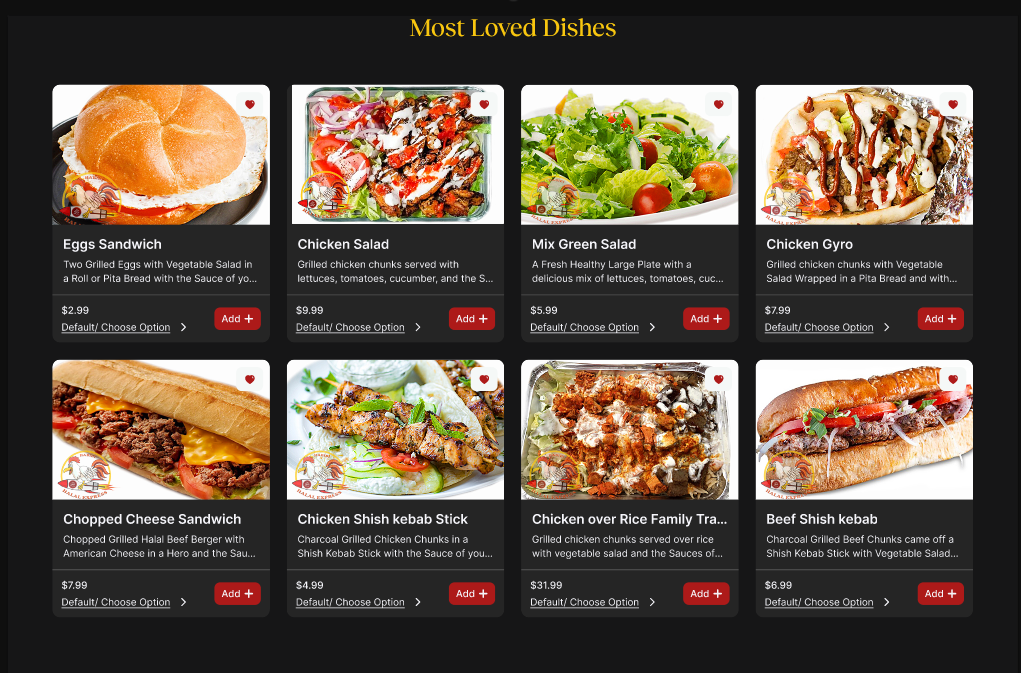 Most Loved Dishes
Eggs Sandwich
Two Grilled Eggs with Vegetable Salad in
a Roll or Pita Bread with the Sauce of yo...
$2.99
Default/ Choose Option
Add +
Chicken Salad
Grilled chicken chunks served with
lettuces, tomatoes, cucumber, and the S...
$9.99
Default/ Choose Option
Add +
Mix Green Salad
A Fresh Healthy Large Plate with a
delicious mix of lettuces, tomatoes, cuc...
$5.99
Default/ Choose Option
Add +
Chicken Gyro
Grilled chicken chunks with Vegetable
Salad Wrapped in a Pita Bread and with...
$7.99
Default/ Choose Option
Add +
HALAL EXPRESS
Chopped Cheese Sandwich
Chopped Grilled Halal Beef Berger with
American Cheese in a Hero and the Sau...
$7.99
Default/ Choose Option
Add +
HALAL EXPRESS
Chicken Shish kebab Stick
Charcoal Grilled Chicken Chunks in a
Shish Kebab Stick with the Sauce of you...
$4.99
Default/ Choose Option
Add +
Chicken over Rice Family Tra...
Grilled chicken chunks served over rice
with vegetable salad and the Sauces of...
$31.99
Default/ Choose Option
Add +
HALAL EXPRESS
Beef Shish kebab
Charcoal Grilled Beef Chunks came off a
Shish Kebab Stick with Vegetable Salad...
$6.99
Default/ Choose Option
Add +